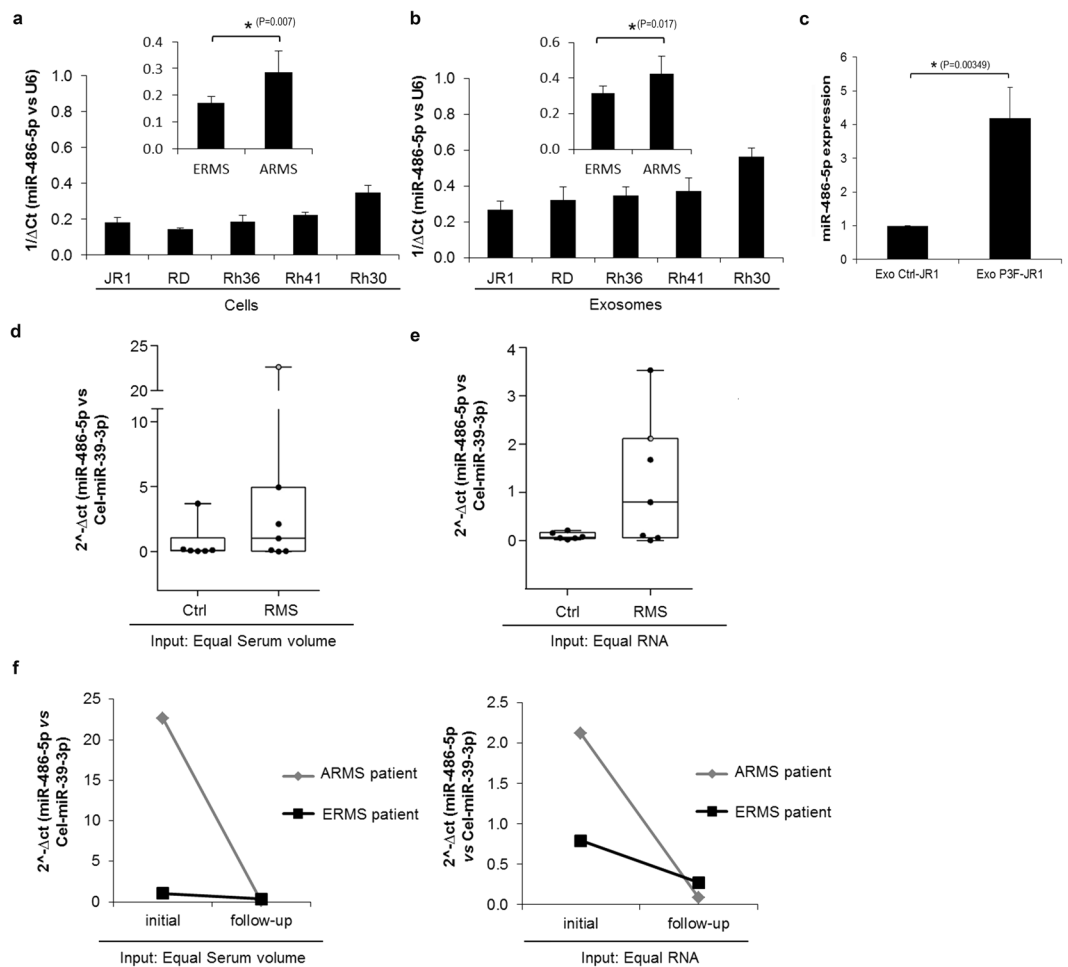 a
* (P=0.007)
1/ΔCt (miR-486-5p vs U6)
1.0
0.8
0.6
0.4
0.2
0.0
0.4
0.3
0.2
0.1
0.0
ERMS ARMS
JR1 RD Rh36 Rh41 Rh30
Cells
b
* (P=0.017)
1/ΔCt (miR-486-5p vs U6)
1.0
0.8
0.6
0.4
0.2
0.0
0.6
0.4
0.2
0.0
ERMS ARMS
JR1 RD Rh36 Rh41 Rh30
Exosomes
c
* (P=0.00349)
miR-486-5p expression
6
5
4
3
2
1
0
Exo Ctrl-JR1 Exo P3F-JR1
d
2^-Δct (miR-486-5p vs
Cel-miR-39-3p)
25
20
10
5
0
Ctrl RMS
Input: Equal Serum volume
e
2^-Δct (miR-486-5p vs
Cel-miR-39-3p)
4
3
2
1
0
Ctrl RMS
Input: Equal RNA
f
2^-Δct (miR-486-5p vs
Cel-miR-39-3p)
25
20
15
10
5
0
ARMS patient
ERMS patient
initial follow-up
Input: Equal Serum volume
2^-Δct (miR-486-5p
vs Cel-miR-39-3p)
2.5
2.0
1.5
1.0
0.5
0.0
ARMS patient
ERMS patient
initial follow-up
Input: Equal RNA